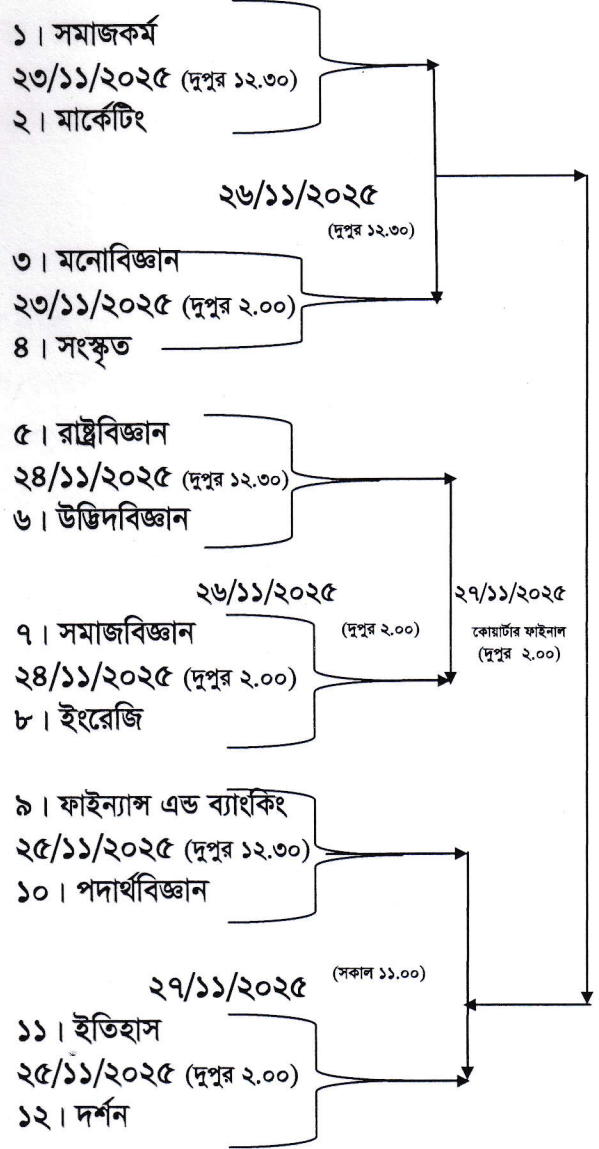 ১। সমাজকর্ম
২৩/১১/২০২৫ (দুপুর ১২.৩০)
২। মার্কেটিং
২৬/১১/২০২৫
(দুপুর ১২.৩০)
৩। মনোবিজ্ঞান
২৩/১১/২০২৫ (দুপুর ২.০০)
৪। সংস্কৃত
৫। রাষ্ট্রবিজ্ঞান
২৪/১১/২০২৫ (দুপুর ১২.৩০)
৬। উদ্ভিদবিজ্ঞান
২৬/১১/২০২৫
(দুপুর ২.০০)
২৭/১১/২০২৫
কোয়ার্টার ফাইনাল
(দুপুর ২.০০)
৭। সমাজবিজ্ঞান
২৪/১১/২০২৫ (দুপুর ২.০০)
৮। ইংরেজি
৯। ফাইন্যান্স এন্ড ব্যাংকিং
২৫/১১/২০২৫ (দুপুর ১২.৩০)
১০। পদার্থবিজ্ঞান
২৭/১১/২০২৫
(সকাল ১১.০০)
১১। ইতিহাস
২৫/১১/২০২৫ (দুপুর ২.০০)
১২। দর্শন